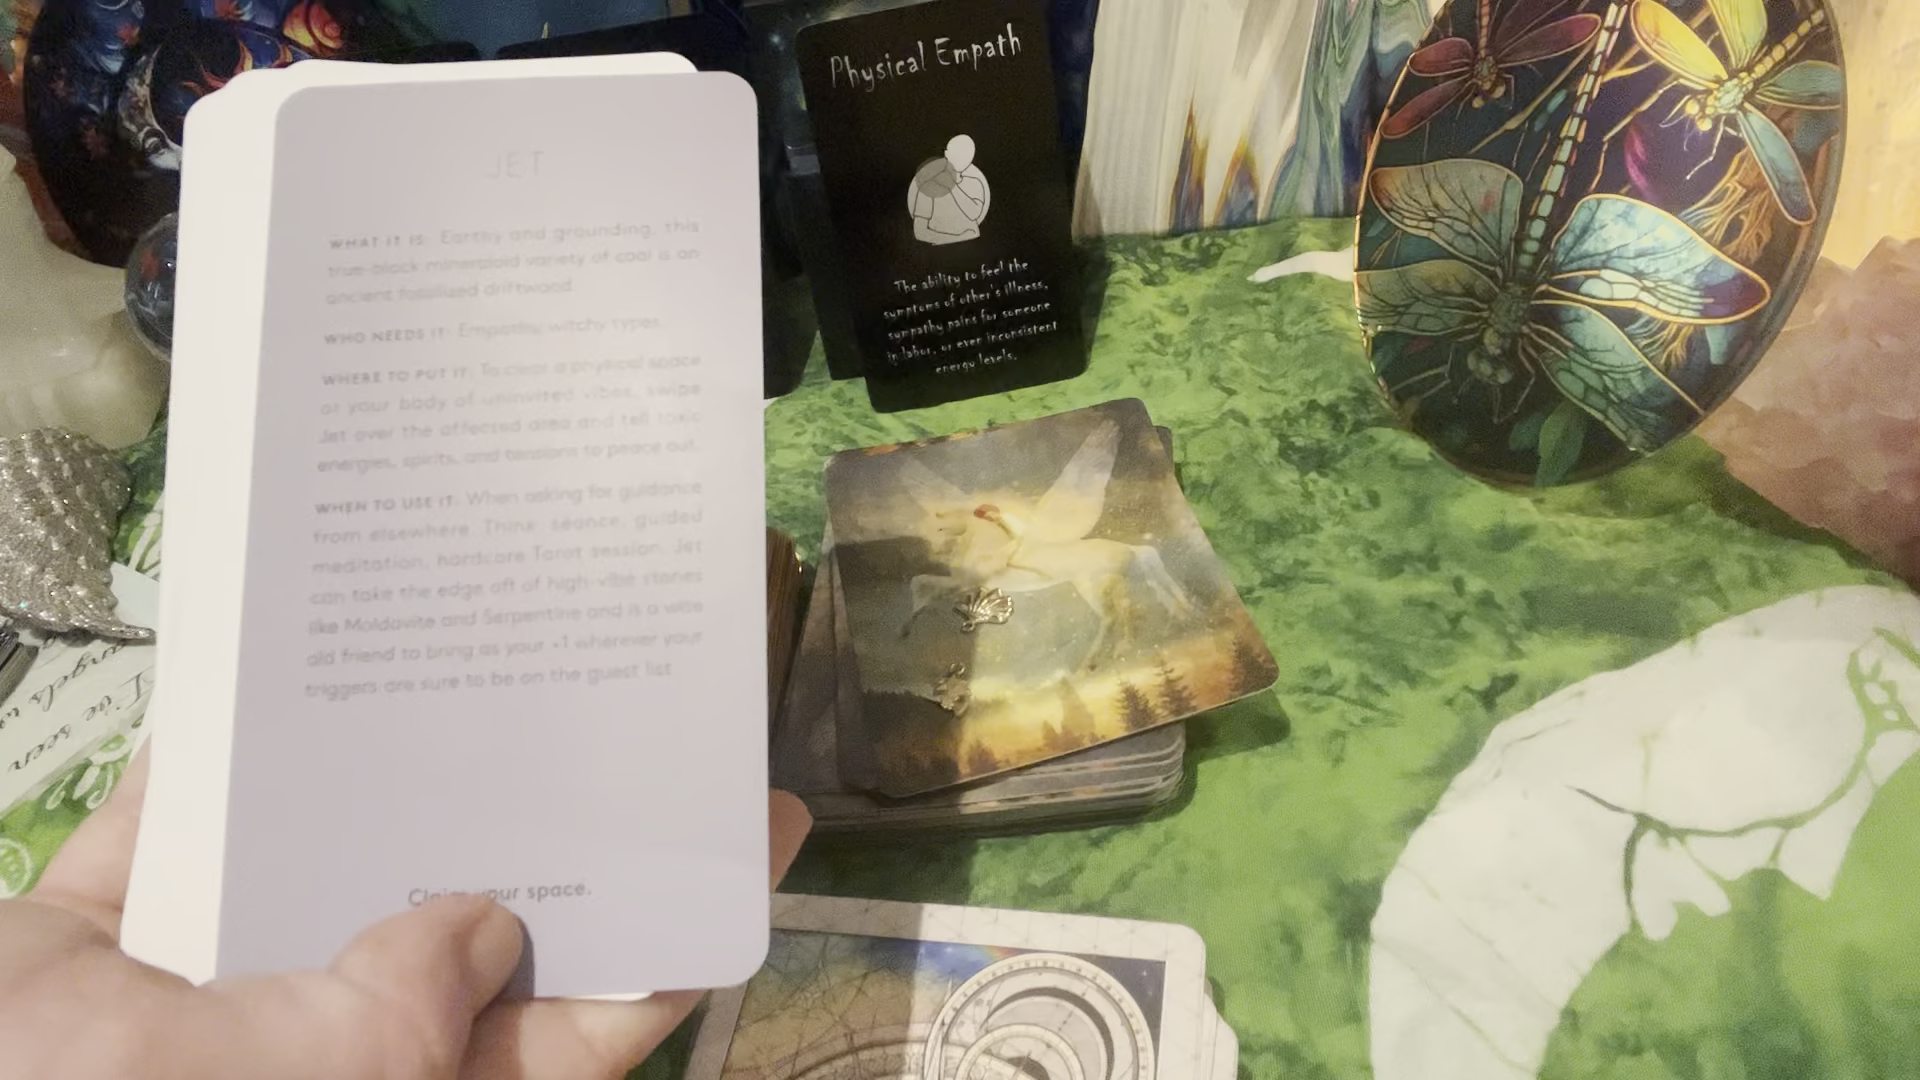 JET
WHAT IT IS: Earthy and grounding, this
true-black mineraloid variety of coal is an
ancient fossilized driftwood.
WHO NEEDS IT: Empaths, witchy types.
WHERE TO PUT IT: To clear a physical space
or your body of uninvited vibes, swipe
Jet over the affected area and tell toxic
energies, spirits, and tensions to peace out.
WHEN TO USE IT: When asking for guidance
from elsewhere. Think: séance, guided
meditation, hardcore Tarot session. Jet
can take the edge off of high-vibe stones
like Moldavite and Serpentine and is a wise
old friend to bring as your +1 wherever your
triggers are sure to be on the guest list.
your space.
Physical Empath
The ability to feel the
symptoms of other's illness,
sympathy pains for someone
in labor, or even inconsistent
energy levels.
I've seen
angels